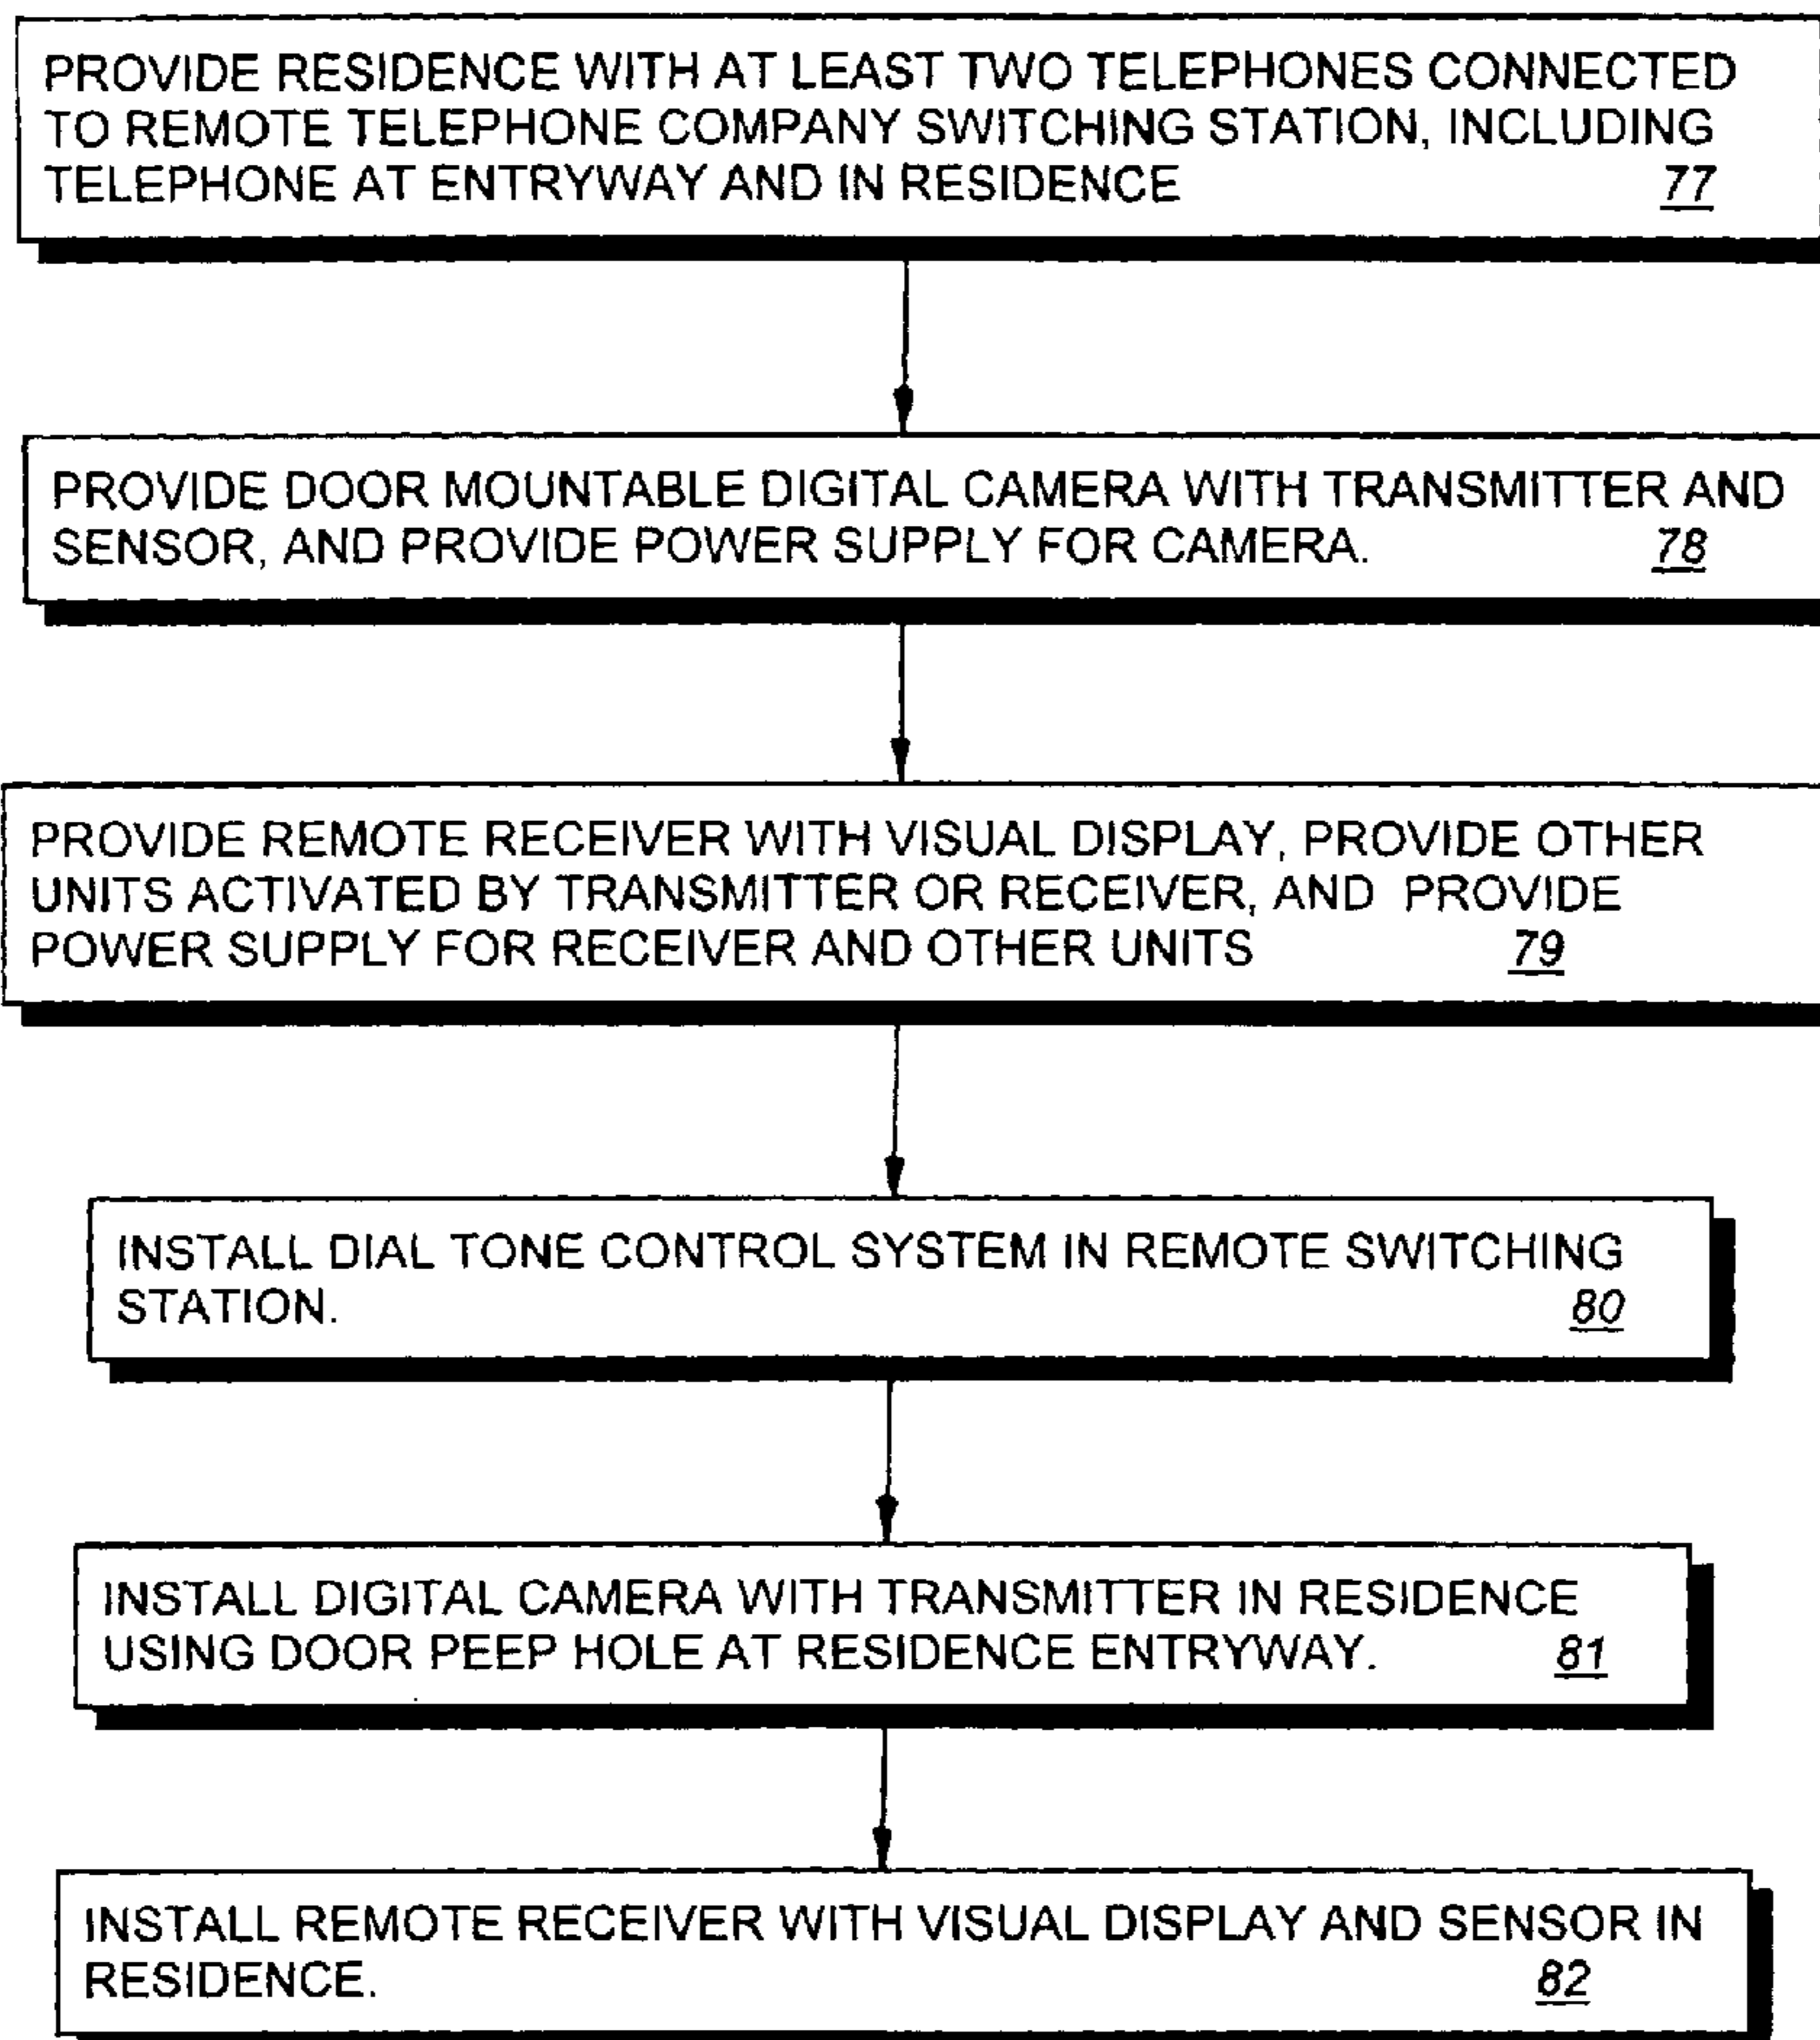 PROVIDE RESIDENCE WITH AT LEAST TWO TELEPHONES CONNECTED
TO REMOTE TELEPHONE COMPANY SWITCHING STATION, INCLUDING
TELEPHONE AT ENTRYWAY AND IN RESIDENCE 77
PROVIDE DOOR MOUNTABLE DIGITAL CAMERA WITH TRANSMITTER AND
SENSOR, AND PROVIDE POWER SUPPLY FOR CAMERA. 78
PROVIDE REMOTE RECEIVER WITH VISUAL DISPLAY, PROVIDE OTHER
UNITS ACTIVATED BY TRANSMITTER OR RECEIVER, AND PROVIDE
POWER SUPPLY FOR RECEIVER AND OTHER UNITS 79
INSTALL DIAL TONE CONTROL SYSTEM IN REMOTE SWITCHING
STATION. 80
INSTALL DIGITAL CAMERA WITH TRANSMITTER IN RESIDENCE
USING DOOR PEEP HOLE AT RESIDENCE ENTRYWAY. 81
INSTALL REMOTE RECEIVER WITH VISUAL DISPLAY AND SENSOR IN
RESIDENCE. 82